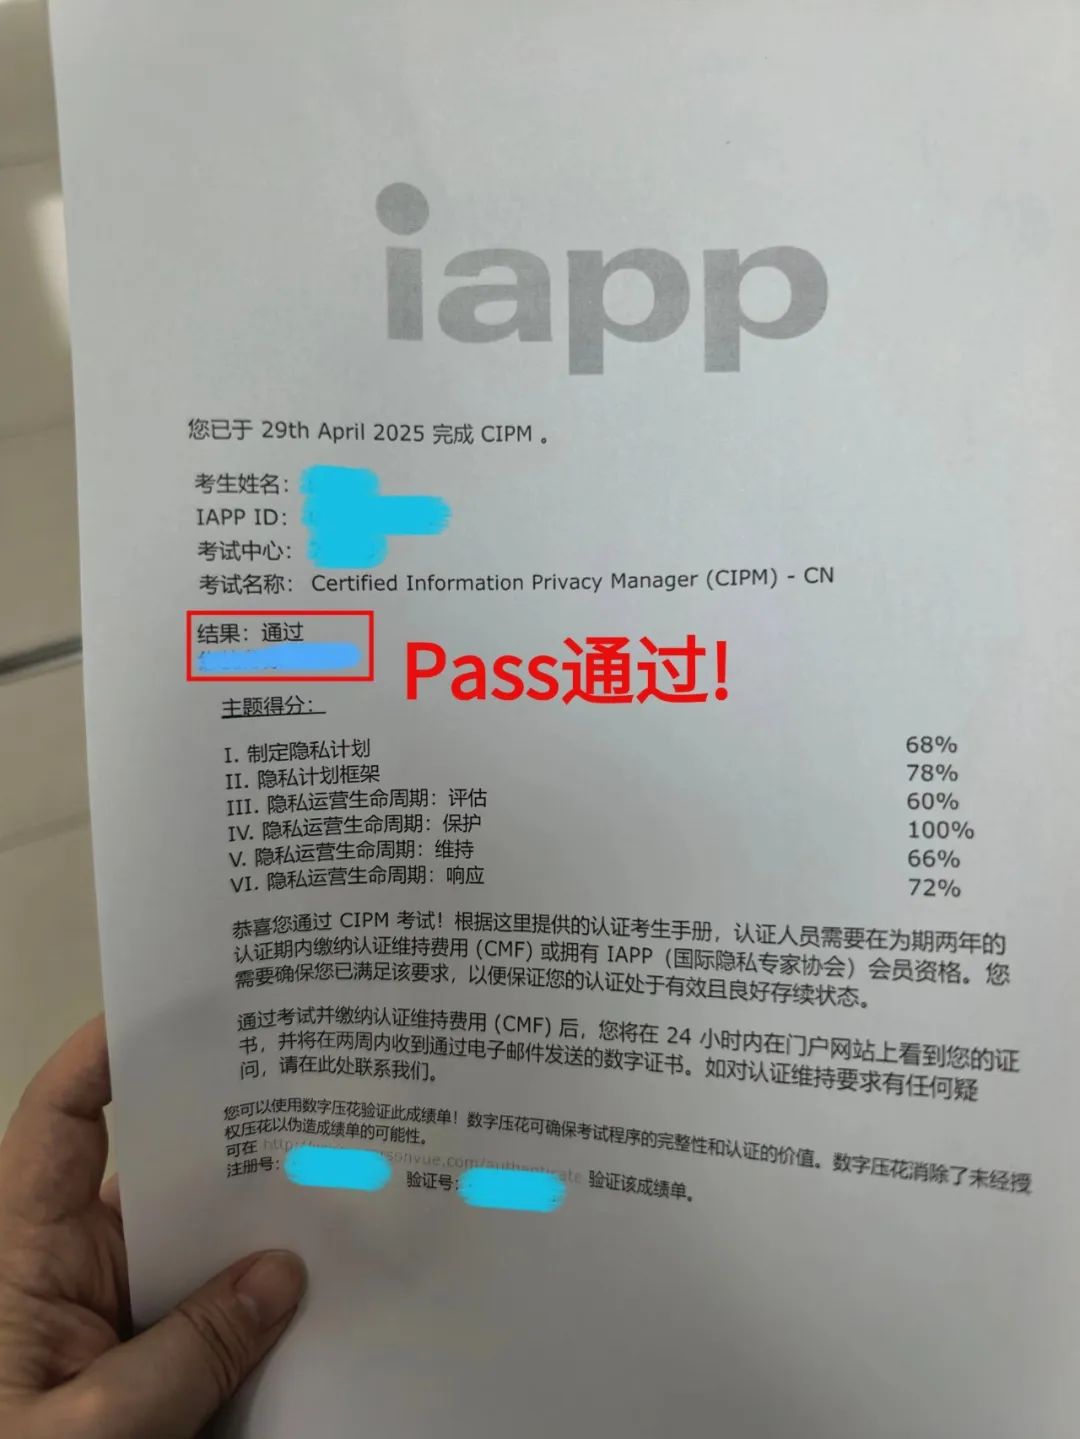 iapp
您已于 29th April 2025 完成 CIPM 。
考生姓名：
IAPP ID：
考试中心：
考试名称： Certified Information Privacy Manager (CIPM) - CN
结果：通过
Pass通过!
主题得分：
I. 制定隐私计划 68%
II. 隐私计划框架 78%
III. 隐私运营生命周期：评估 60%
IV. 隐私运营生命周期：保护 100%
V. 隐私运营生命周期：维持 66%
VI. 隐私运营生命周期：响应 72%
恭喜您通过 CIPM 考试！根据这里提供的认证考生手册，认证人员需要在为期两年的
认证期内缴纳认证维持费用 (CMF) 或拥有 IAPP（国际隐私专家协会）会员资格。您
需要确保您已满足该要求，以便保证您的认证处于有效且良好存续状态。
通过考试并缴纳认证维持费用 (CMF) 后，您将在 24 小时内在门户网站上看到您的证
书，并将在两周内收到通过电子邮件发送的数字证书。如对认证维持要求有任何疑
问，请在此处联系我们。
您可以使用数字压花验证此成绩单！数字压花可确保考试程序的完整性和认证的价值。数字压花消除了未经授
权压花以伪造成绩单的可能性。
可在 验证该成绩单。
注册号： 验证号：